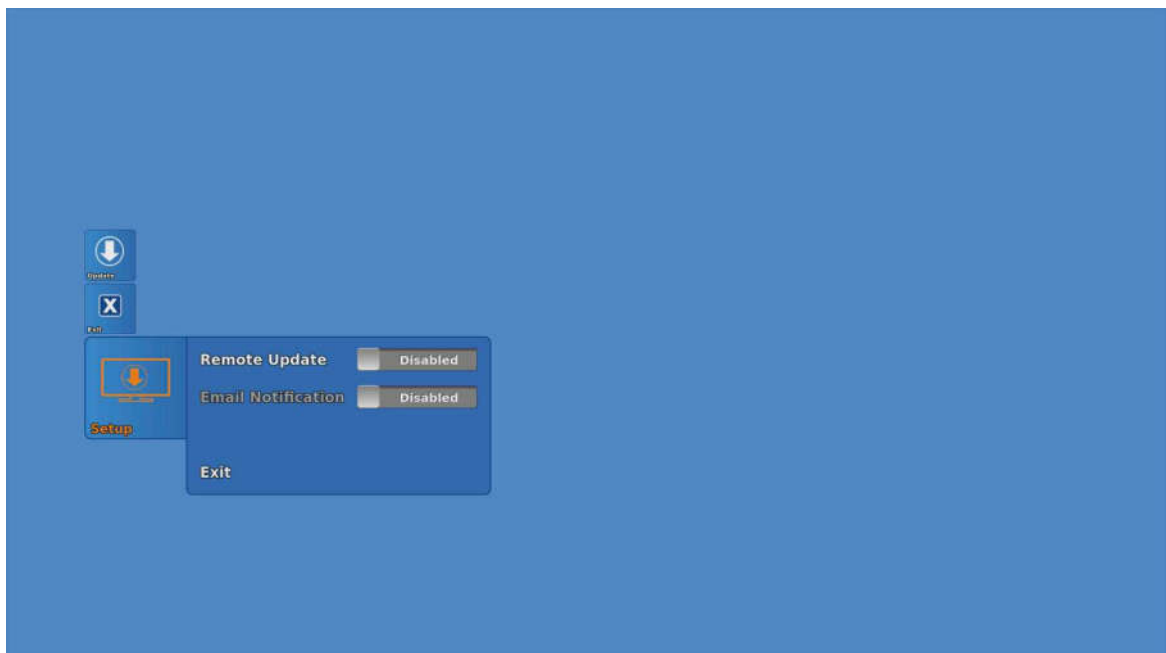 Update
X
Exit
Remote Update Disabled
Email Notification Disabled
Setup
Exit